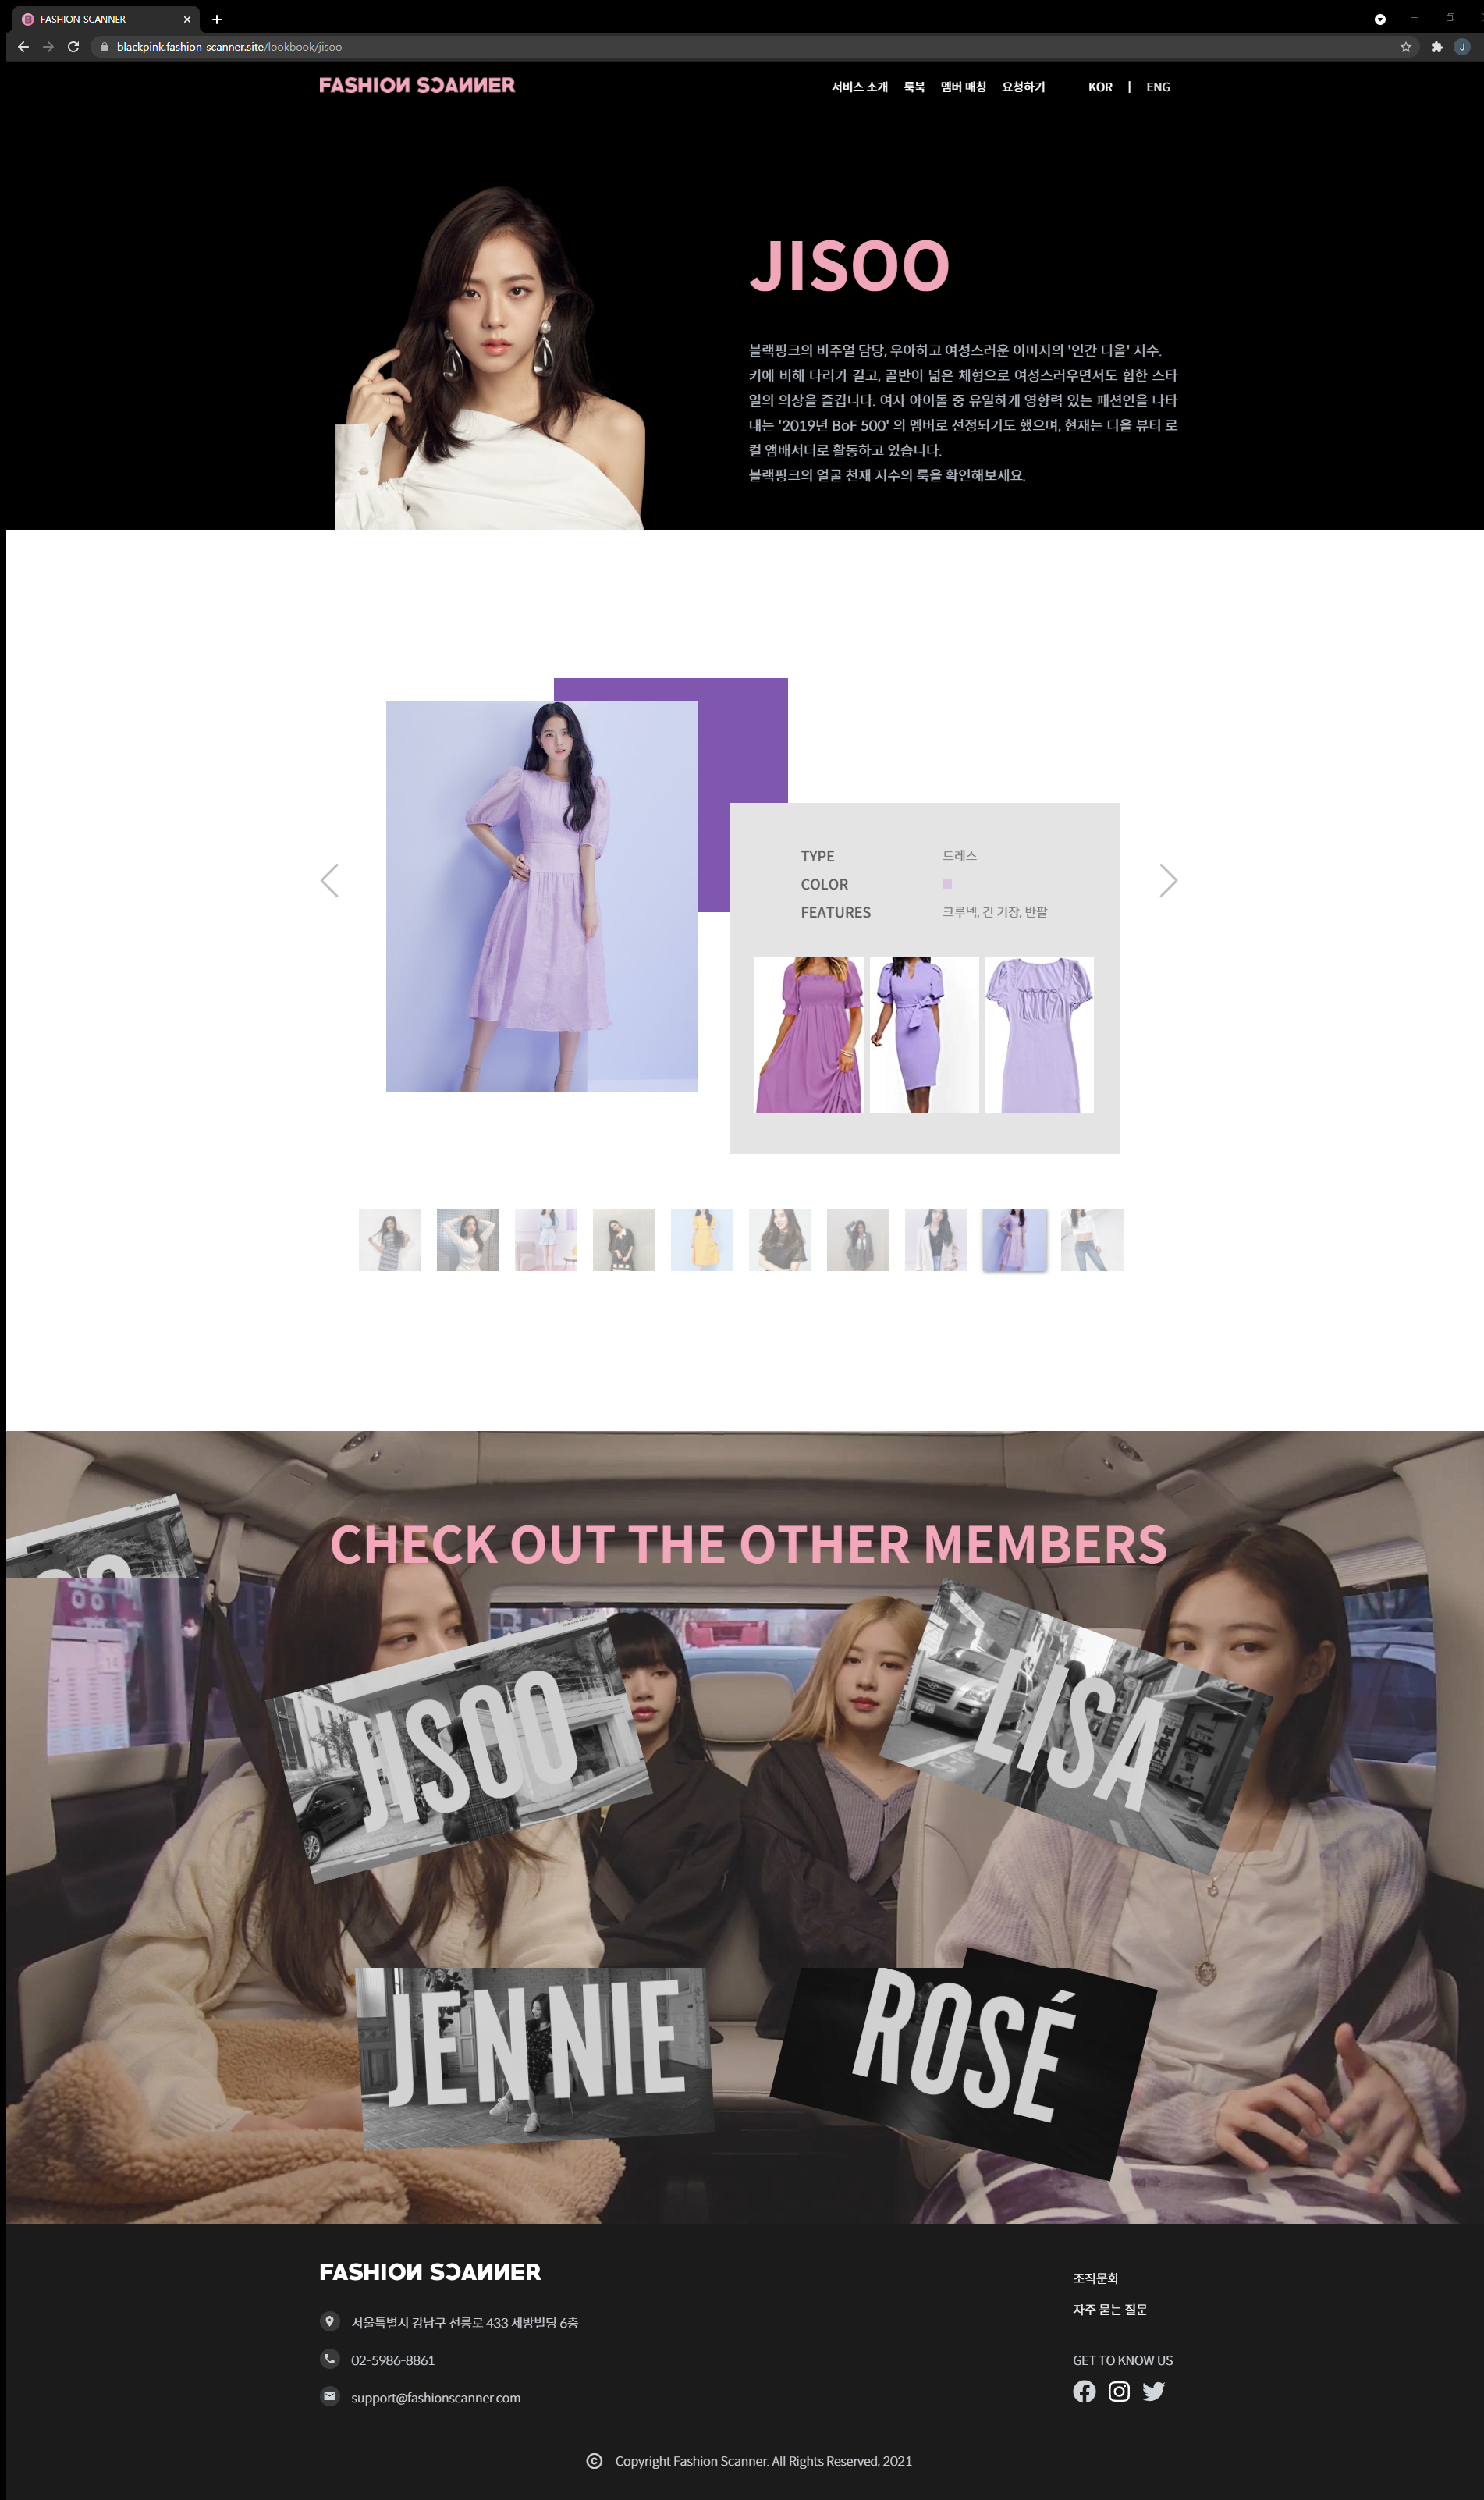 FASHION SCANNER
blackpink.fashion-scanner.site/lookbook/jisoo
J
FASHION SCANNER
서비스 소개 룩북 멤버 매칭 요청하기 KOR | ENG
JISOO
블랙핑크의 비주얼 담당, 우아하고 여성스러운 이미지의 '인간 디올' 지수.
키에 비해 다리가 길고, 골반이 넓은 체형으로 여성스러우면서도 힙한 스타
일의 의상을 즐깁니다. 여자 아이돌 중 유일하게 영향력 있는 패션인을 나타
내는 '2019년 BoF 500' 의 멤버로 선정되기도 했으며, 현재는 디올 뷰티 로
컬 앰배서더로 활동하고 있습니다.
블랙핑크의 얼굴 천재 지수의 룩을 확인해보세요.
TYPE 드레스
COLOR
FEATURES 크루넥, 긴 기장, 반팔
CHECK OUT THE OTHER MEMBERS
JISOO
LISA
JENNIE
ROSÉ
FASHION SCANNER
서울특별시 강남구 선릉로 433 세방빌딩 6층
02-5986-8861
support@fashionscanner.com
조직문화
자주 묻는 질문
GET TO KNOW US
© Copyright Fashion Scanner. All Rights Reserved, 2021